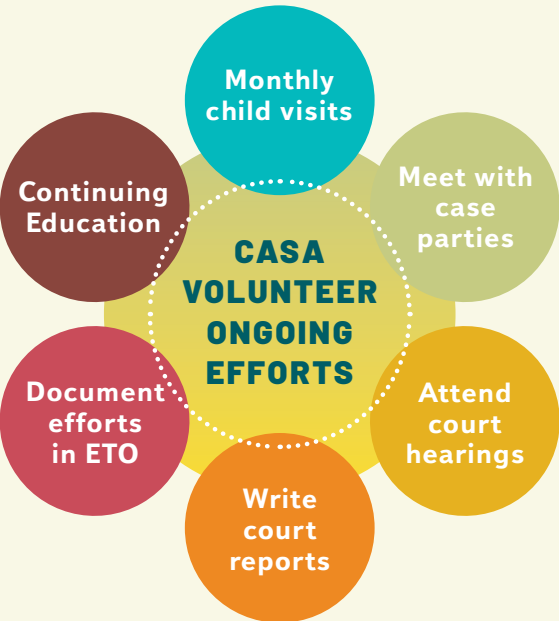 Monthly
child visits
Meet with
case
parties
Attend
court
hearings
Write
court
reports
Document
efforts
in ETO
Continuing
Education
CASA
VOLUNTEER
ONGOING
EFFORTS